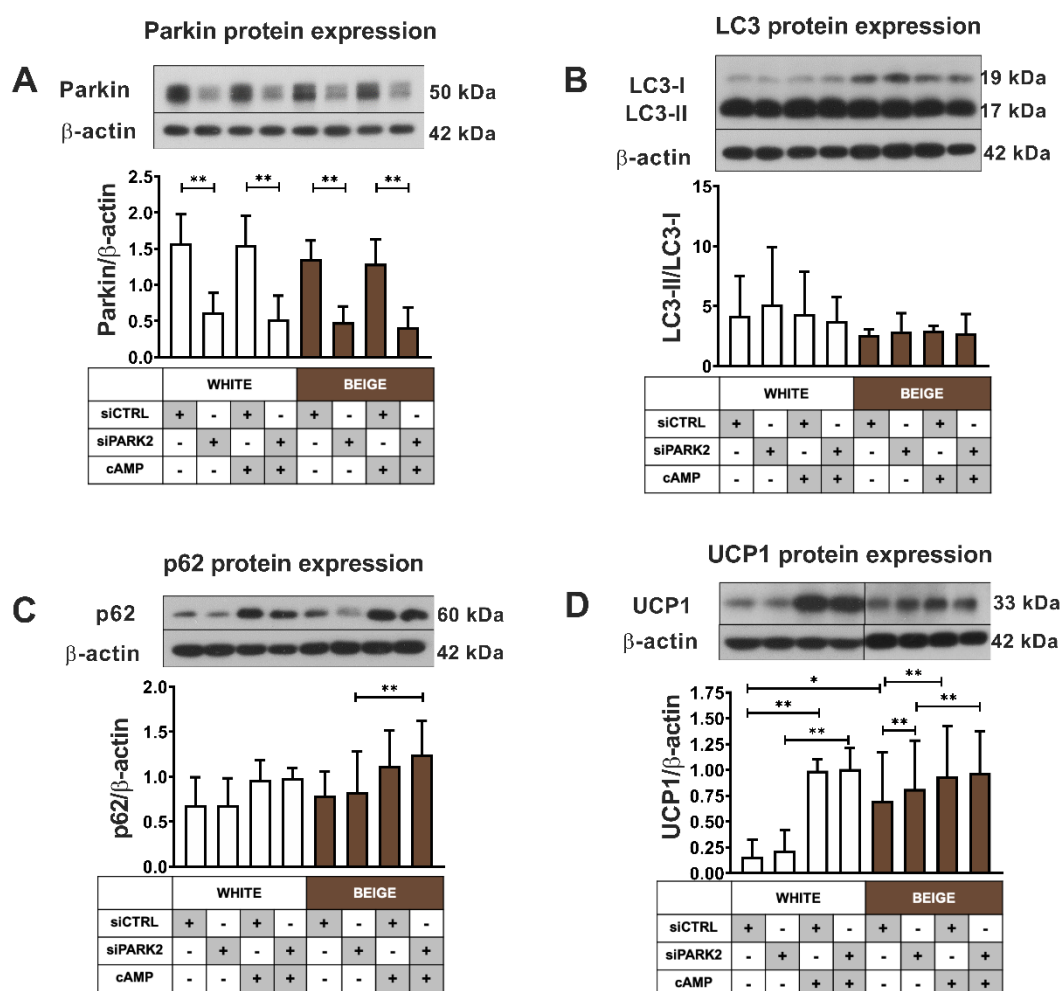 Parkin protein expression
A
Parkin
50 kDa
β-actin
42 kDa
** ** ** **
Parkin/β-actin
2.0
1.5
1.0
0.5
0.0
WHITE BEIGE
siCTRL + - + - + - + -
siPARK2 - + - + - + - +
cAMP - - + + - - + +
LC3 protein expression
B
LC3-I
19 kDa
LC3-II
17 kDa
β-actin
42 kDa
LC3-II/LC3-I
15
10
5
0
WHITE BEIGE
siCTRL + - + - + - + -
siPARK2 - + - + - + - +
cAMP - - + + - - + +
p62 protein expression
C
p62
60 kDa
β-actin
42 kDa
**
p62/β-actin
2.0
1.5
1.0
0.5
0.0
WHITE BEIGE
siCTRL + - + - + - + -
siPARK2 - + - + - + - +
cAMP - - + + - - + +
UCP1 protein expression
D
UCP1
33 kDa
β-actin
42 kDa
* **
** **
** **
UCP1/β-actin
1.75
1.50
1.25
1.00
0.75
0.50
0.25
0.00
WHITE BEIGE
siCTRL + - + - + - + -
siPARK2 - + - + - + - +
cAMP - - + + - - + +